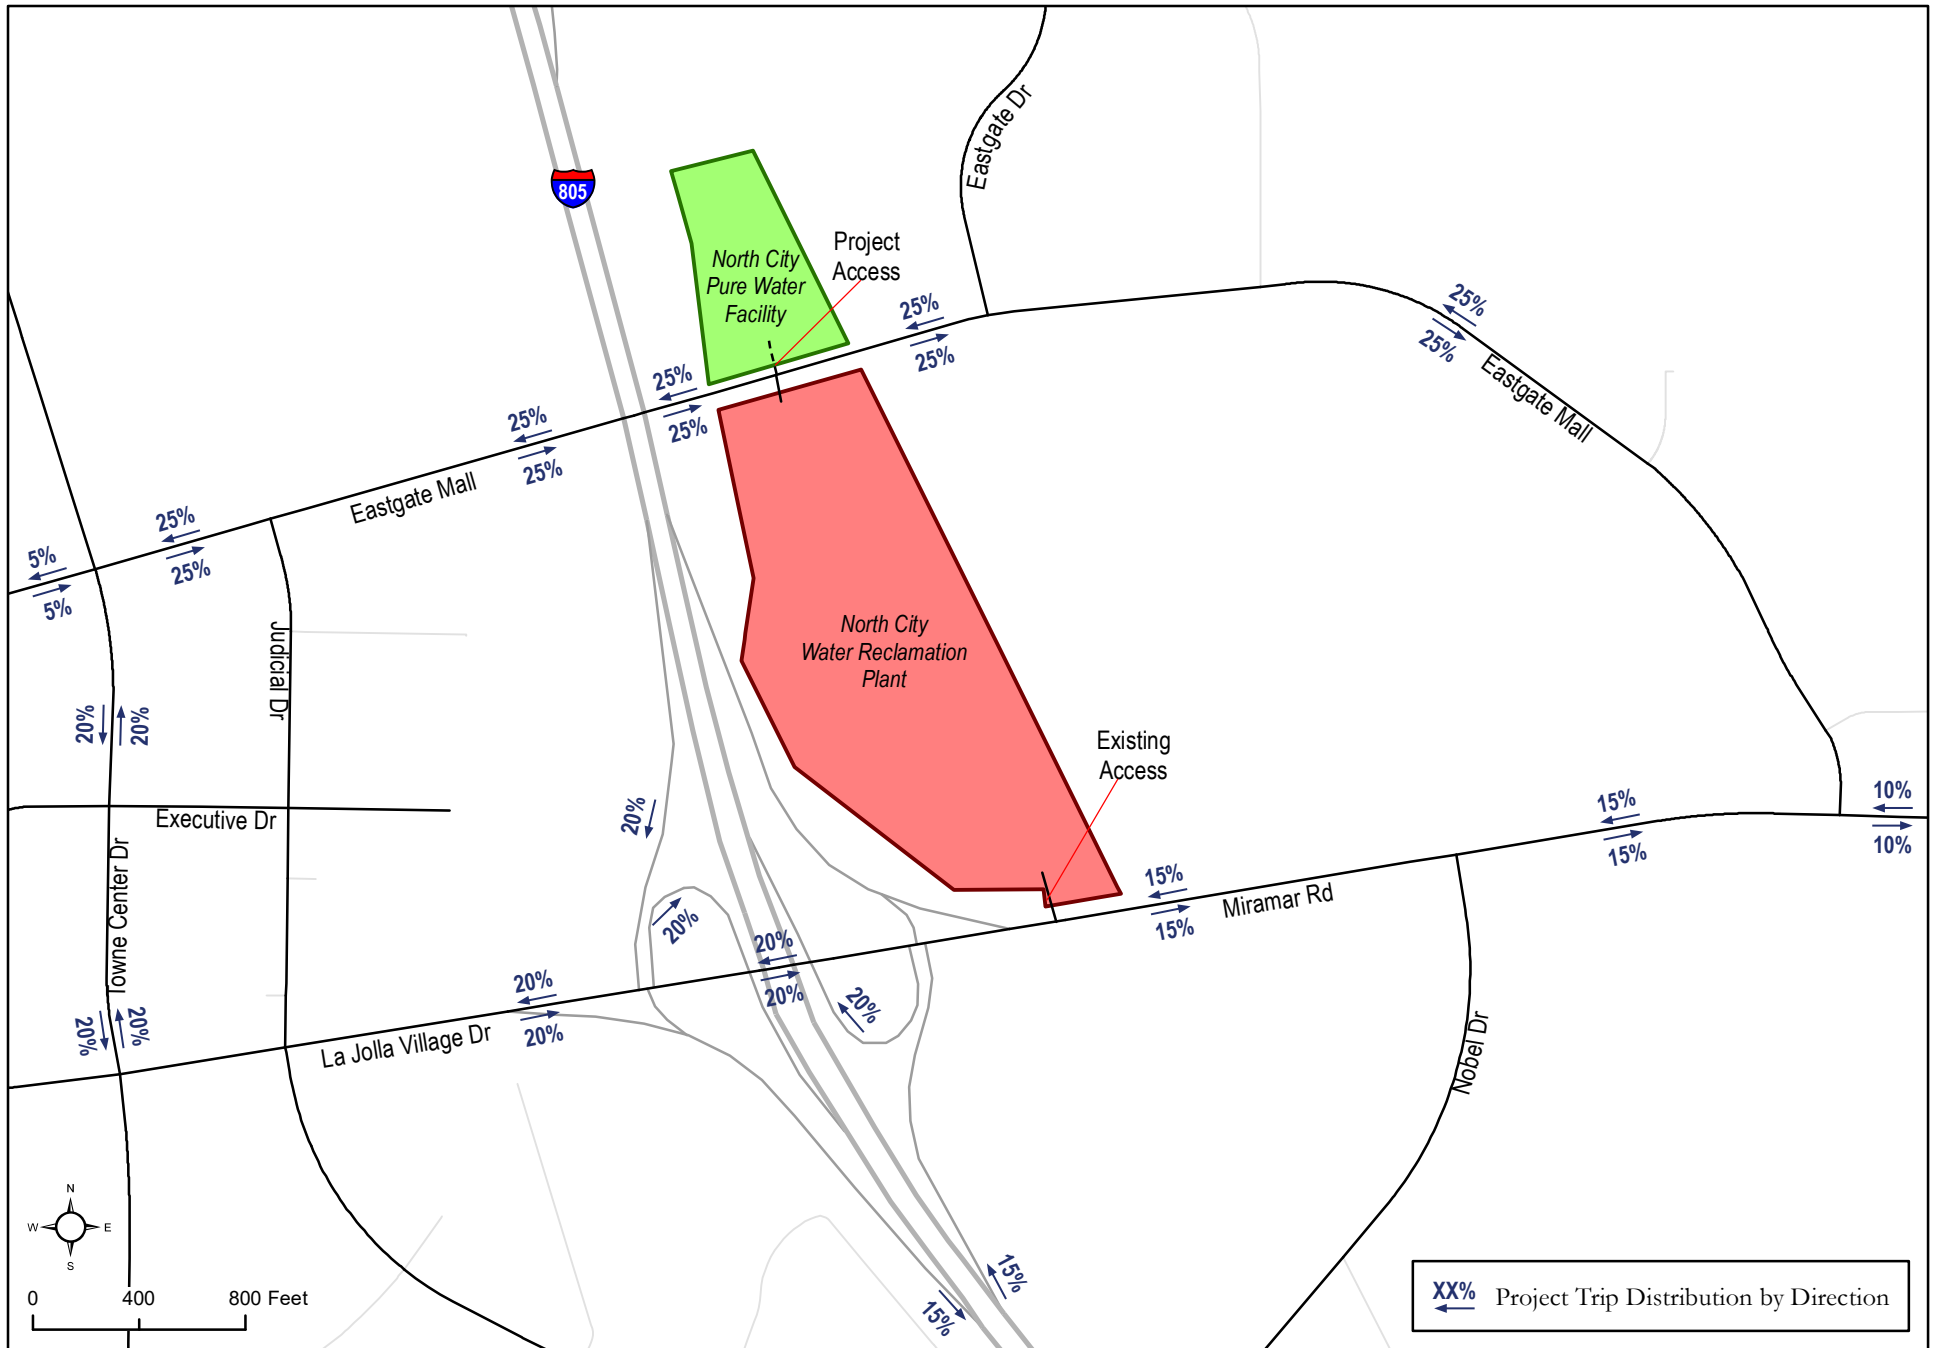 Eastgate Dr
805
Project
Access
North City
Pure Water
Facility
25%
25%
25%
25%
25%
25%
Eastgate Mall
25%
25%
Eastgate Mall
25%
25%
5%
5%
Judicial Dr
North City
Water Reclamation
Plant
20%
20%
Existing
Access
20%
Executive Dr
Towne Center Dr
10%
10%
15%
15%
15%
15%
Miramar Rd
20%
20%
20%
20%
20%
20%
20%
20%
20%
La Jolla Village Dr
Nobel Dr
15%
15%
N
W
E
S
0 400 800 Feet
XX% Project Trip Distribution by Direction